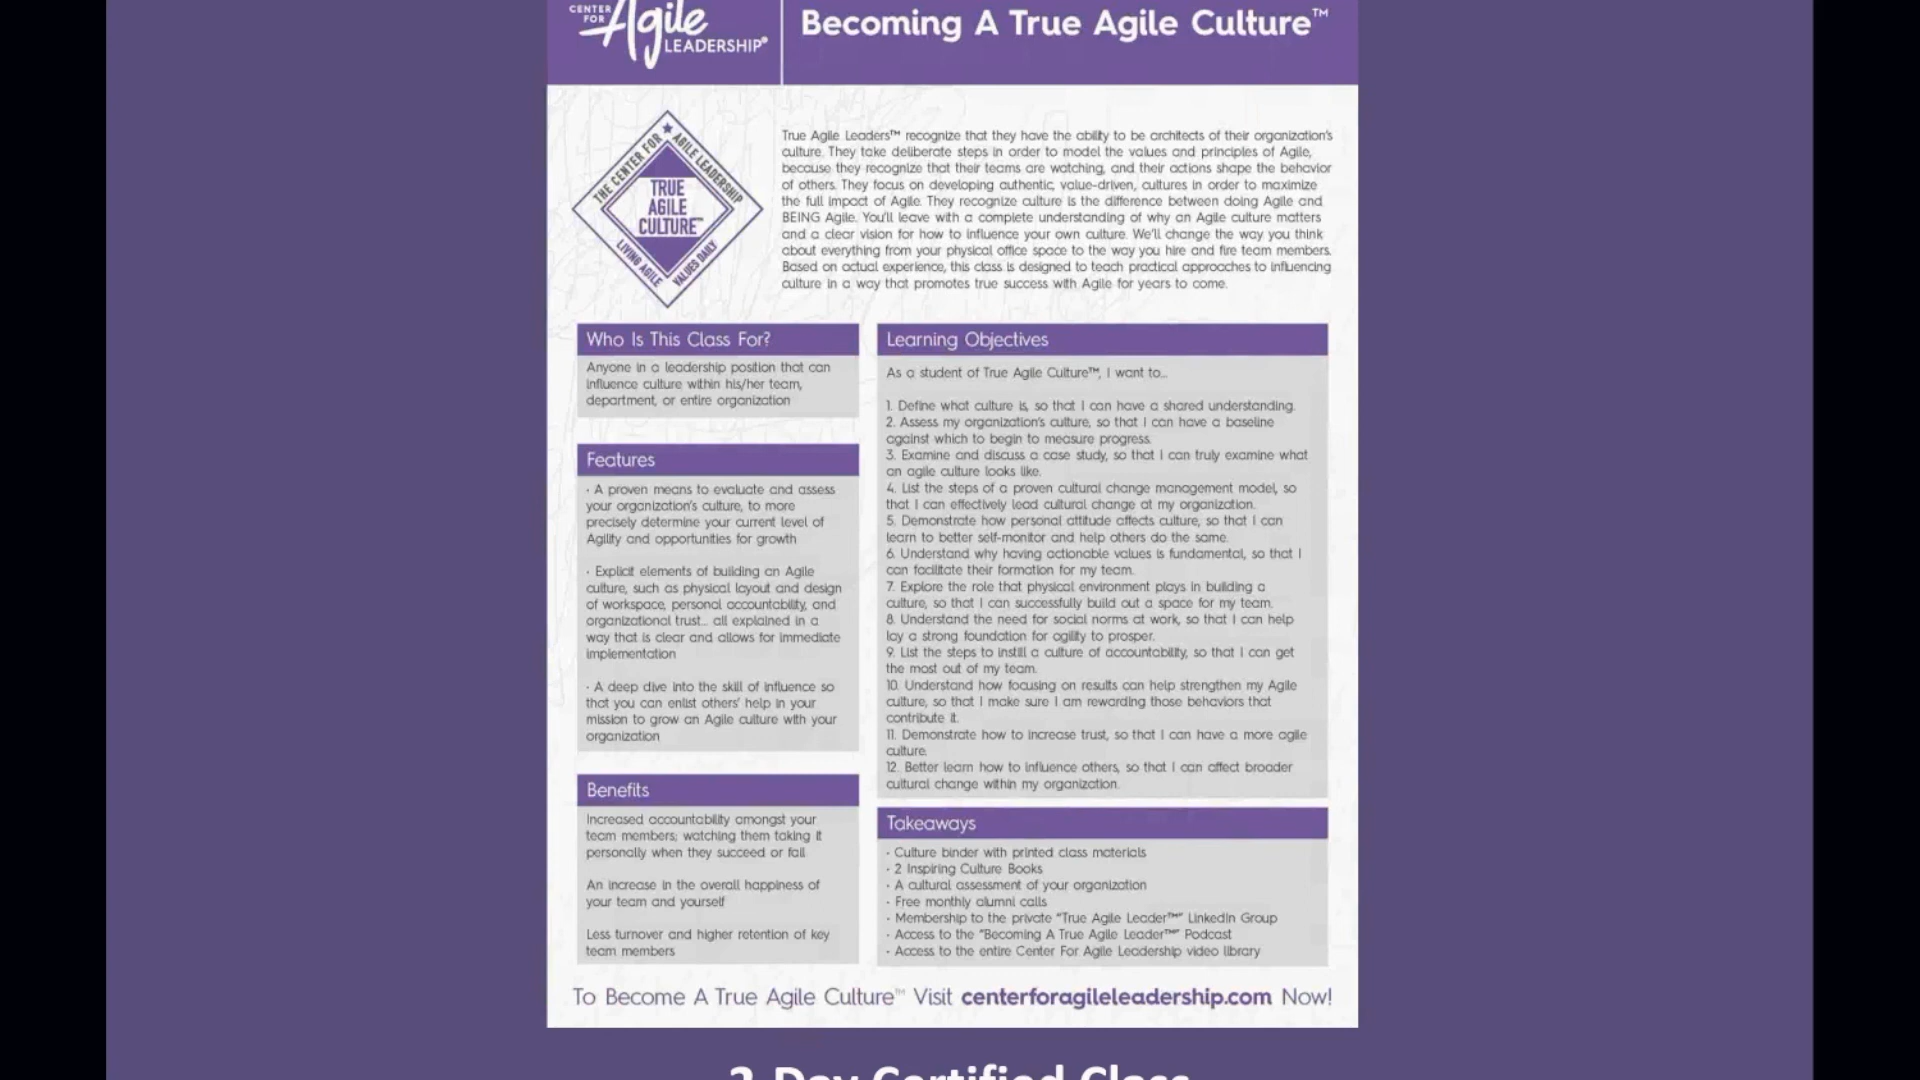 CENTER
FOR
Agile
LEADERSHIP®
Becoming A True Agile Culture™
THE CENTER FOR ★ AGILE LEADERSHIP
TRUE
AGILE
CULTURE™
LIVING AGILE VALUES DAILY
True Agile Leaders™ recognize that they have the ability to be architects of their organization's
culture. They take deliberate steps in order to model the values and principles of Agile,
because they recognize that their teams are watching, and their actions shape the behavior
of others. They focus on developing authentic, value-driven, cultures in order to maximize
the full impact of Agile. They recognize culture is the difference between doing Agile and
BEING Agile. You'll leave with a complete understanding of why an Agile culture matters
and a clear vision for how to influence your own culture. We'll change the way you think
about everything from your physical office space to the way you hire and fire team members.
Based on actual experience, this class is designed to teach practical approaches to influencing
culture in a way that promotes true success with Agile for years to come.
Who Is This Class For?
Anyone in a leadership position that can
influence culture within his/her team,
department, or entire organization
Features
· A proven means to evaluate and assess
your organization's culture, to more
precisely determine your current level of
Agility and opportunities for growth
· Explicit elements of building an Agile
culture, such as physical layout and design
of workspace, personal accountability, and
organizational trust... all explained in a
way that is clear and allows for immediate
implementation
· A deep dive into the skill of influence so
that you can enlist others' help in your
mission to grow an Agile culture with your
organization
Benefits
Increased accountability amongst your
team members; watching them taking it
personally when they succeed or fail
An increase in the overall happiness of
your team and yourself
Less turnover and higher retention of key
team members
Learning Objectives
As a student of True Agile Culture™, I want to...
1. Define what culture is, so that I can have a shared understanding.
2. Assess my organization's culture, so that I can have a baseline
against which to begin to measure progress.
3. Examine and discuss a case study, so that I can truly examine what
an agile culture looks like.
4. List the steps of a proven cultural change management model, so
that I can effectively lead cultural change at my organization.
5. Demonstrate how personal attitude affects culture, so that I can
learn to better self-monitor and help others do the same.
6. Understand why having actionable values is fundamental, so that I
can facilitate their formation for my team.
7. Explore the role that physical environment plays in building a
culture, so that I can successfully build out a space for my team.
8. Understand the need for social norms at work, so that I can help
lay a strong foundation for agility to prosper.
9. List the steps to instill a culture of accountability, so that I can get
the most out of my team.
10. Understand how focusing on results can help strengthen my Agile
culture, so that I make sure I am rewarding those behaviors that
contribute it.
11. Demonstrate how to increase trust, so that I can have a more agile
culture.
12. Better learn how to influence others, so that I can affect broader
cultural change within my organization.
Takeaways
· Culture binder with printed class materials
· 2 Inspiring Culture Books
· A cultural assessment of your organization
· Free monthly alumni calls
· Membership to the private "True Agile Leader™" LinkedIn Group
· Access to the "Becoming A True Agile Leader™" Podcast
· Access to the entire Center For Agile Leadership video library
To Become A True Agile Culture™ Visit centerforagileleadership.com Now!
2-Day Certified Class